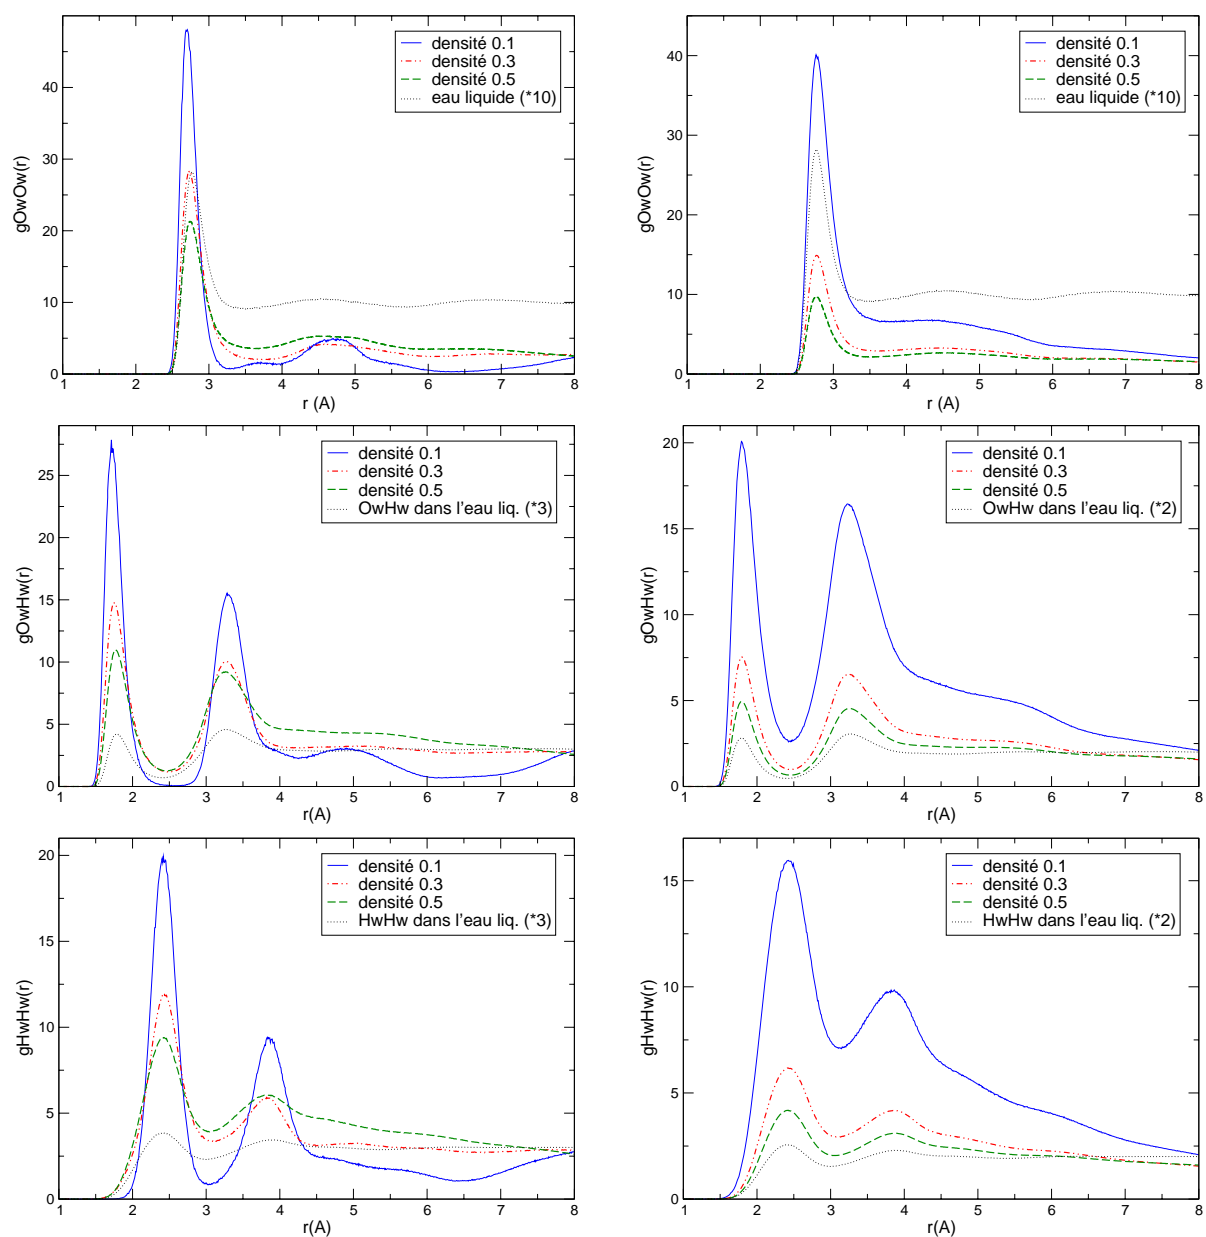 densité 0.1
densité 0.3
densité 0.5
eau liquide (*10)
gOwOw(r)
40
30
20
10
0
1 2 3 4 5 6 7 8
r (A)
densité 0.1
densité 0.3
densité 0.5
eau liquide (*10)
gOwOw(r)
40
30
20
10
0
1 2 3 4 5 6 7 8
r (A)
densité 0.1
densité 0.3
densité 0.5
OwHw dans l'eau liq. (*3)
gOwHw(r)
25
20
15
10
5
0
1 2 3 4 5 6 7 8
r(A)
densité 0.1
densité 0.3
densité 0.5
OwHw dans l'eau liq. (*2)
gOwHw(r)
20
15
10
5
0
1 2 3 4 5 6 7 8
r(A)
densité 0.1
densité 0.3
densité 0.5
HwHw dans l'eau liq. (*3)
gHwHw(r)
20
15
10
5
0
1 2 3 4 5 6 7 8
r(A)
densité 0.1
densité 0.3
densité 0.5
HwHw dans l'eau liq. (*2)
gHwHw(r)
15
10
5
0
1 2 3 4 5 6 7 8
r(A)